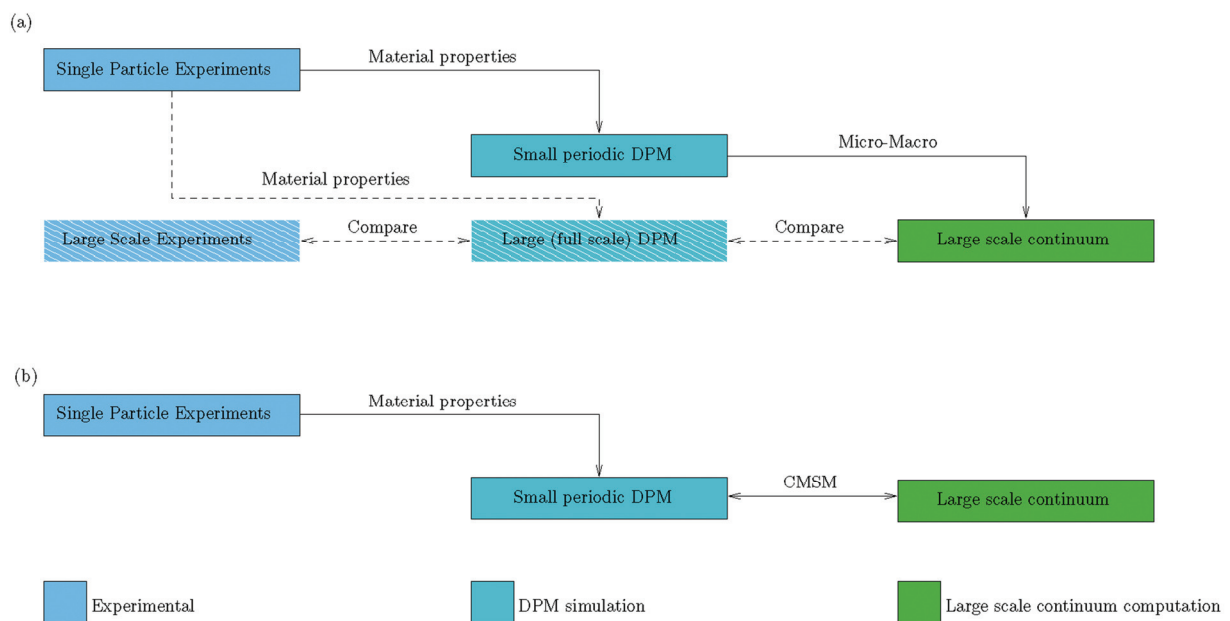 (a)
Material properties
Single Particle Experiments
Small periodic DPM
Micro-Macro
Material properties
Large Scale Experiments
Compare
Large (full scale) DPM
Compare
Large scale continuum
(b)
Single Particle Experiments
Material properties
Small periodic DPM
CMSM
Large scale continuum
Experimental
DPM simulation
Large scale continuum computation